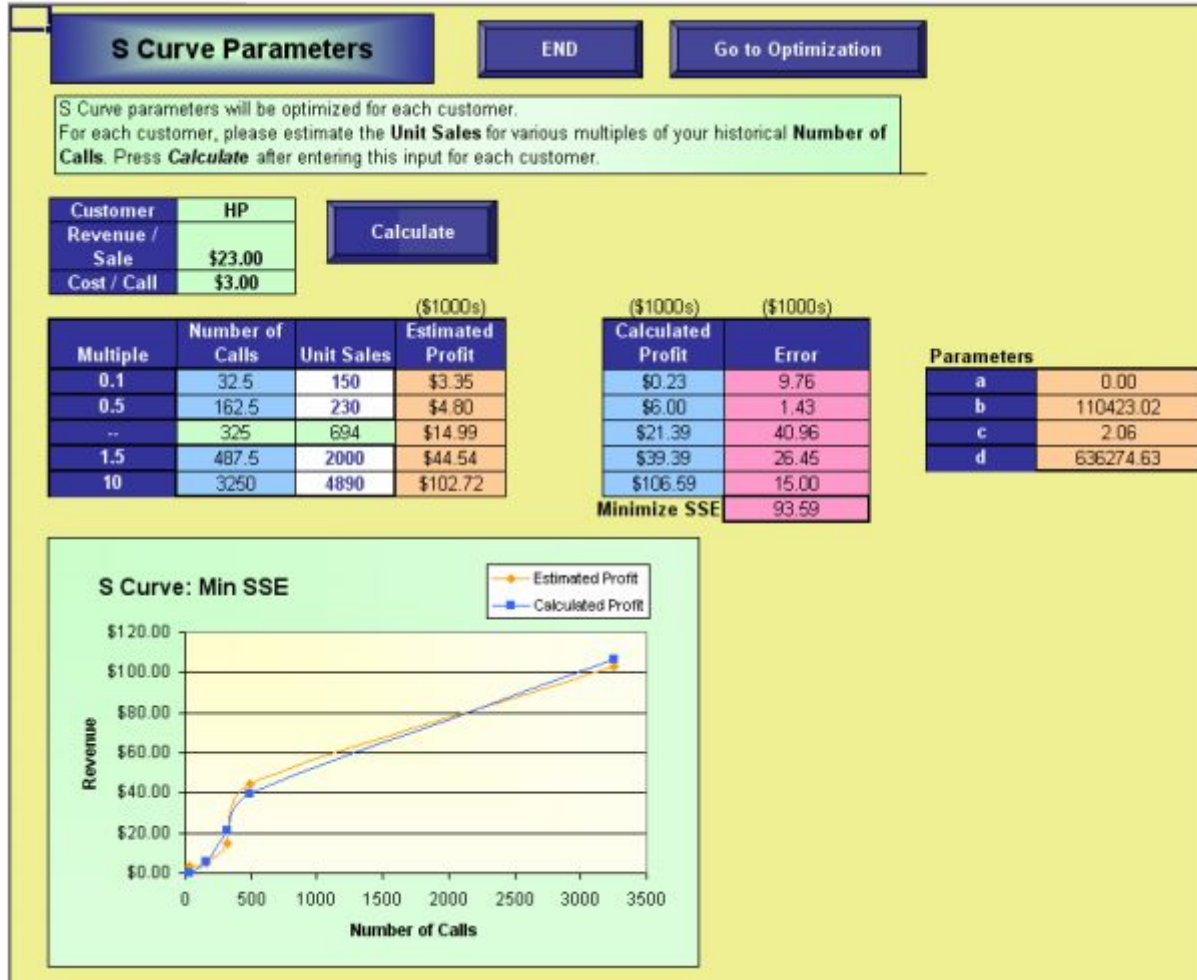 S Curve Parameters
END
Go to Optimization
S Curve parameters will be optimized for each customer.
For each customer, please estimate the Unit Sales for various multiples of your historical Number of
Calls. Press Calculate after entering this input for each customer.
Customer HP
Revenue /
Sale $23.00
Cost / Call $3.00
Calculate
($1000s) ($1000s) ($1000s)
Number of Estimated Calculated
Multiple Calls Unit Sales Profit Profit Error Parameters
0.1 32.5 150 $3.35 $0.23 9.76 a 0.00
0.5 162.5 230 $4.80 $6.00 1.43 b 110423.02
-- 325 694 $14.99 $21.39 40.96 c 2.06
1.5 487.5 2000 $44.54 $39.39 26.45 d 636274.63
10 3250 4890 $102.72 $106.59 15.00
Minimize SSE 93.59
S Curve: Min SSE
Estimated Profit
Calculated Profit
$120.00
$100.00
$80.00
$60.00
$40.00
$20.00
$0.00
Revenue
0 500 1000 1500 2000 2500 3000 3500
Number of Calls